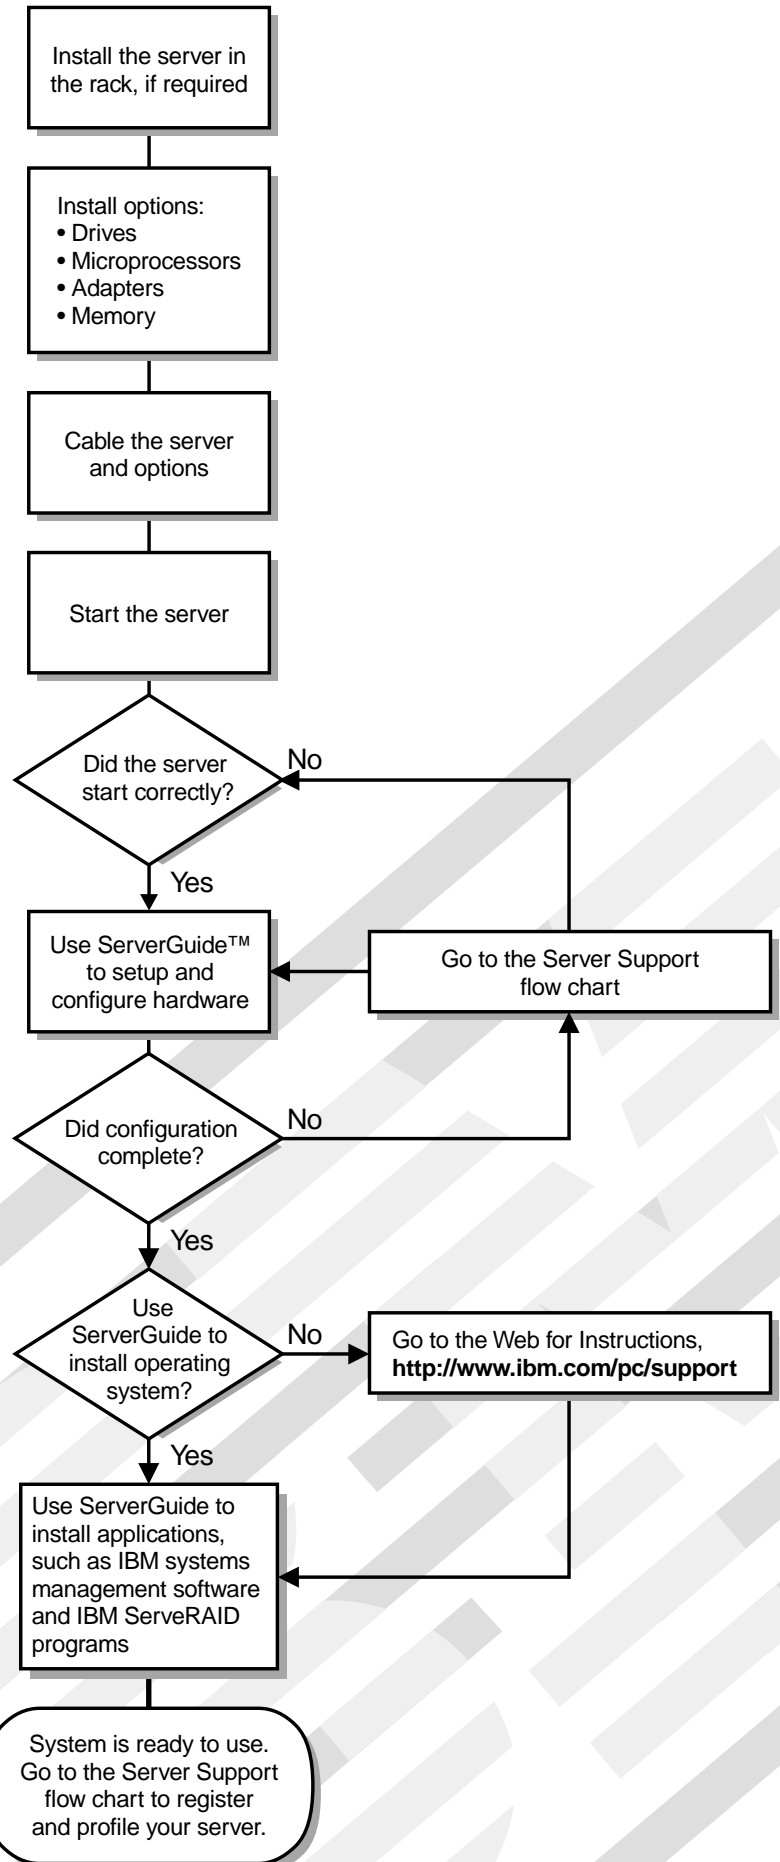 Install the server in
the rack, if required
Install options:
• Drives
• Microprocessors
• Adapters
• Memory
Cable the server
and options
Start the server
Did the server
start correctly?
No
Yes
Use ServerGuide™
to setup and
configure hardware
Go to the Server Support
flow chart
Did configuration
complete?
No
Yes
Use
ServerGuide to
install operating
system?
No
Go to the Web for Instructions,
http://www.ibm.com/pc/support
Yes
Use ServerGuide to
install applications,
such as IBM systems
management software
and IBM ServeRAID
programs
System is ready to use.
Go to the Server Support
flow chart to register
and profile your server.